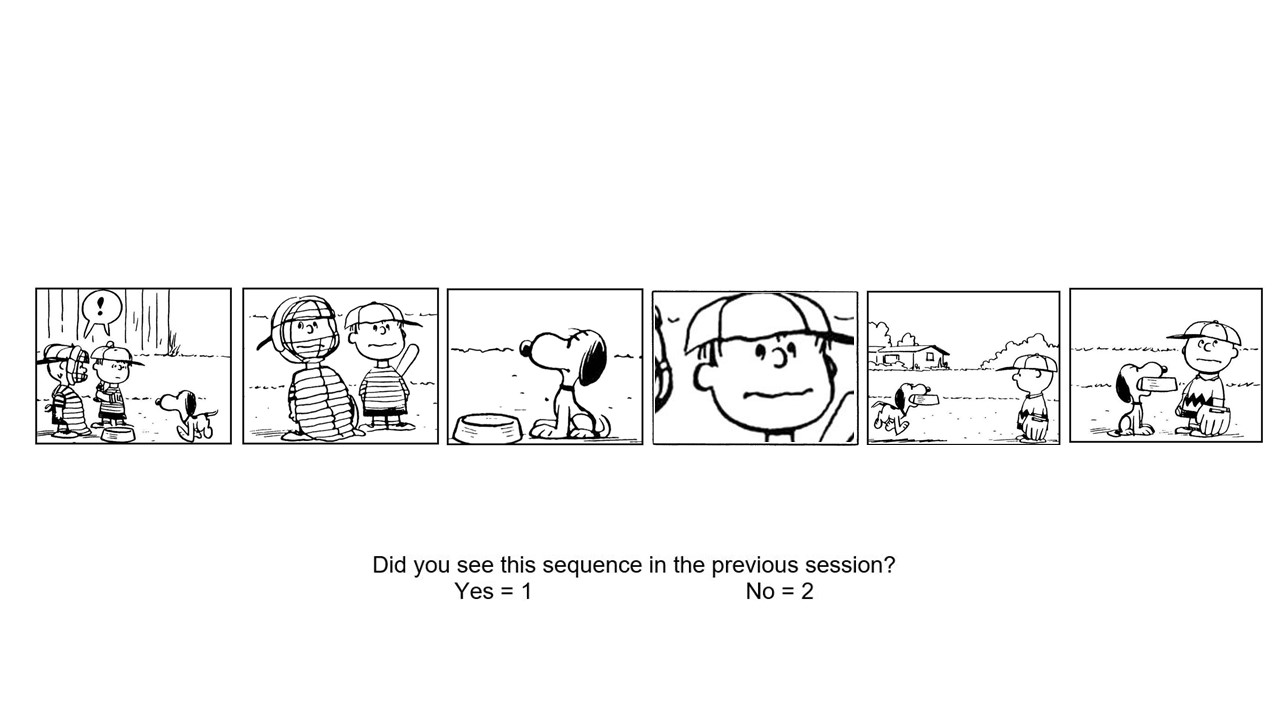 !
Did you see this sequence in the previous session?
Yes = 1 No = 2